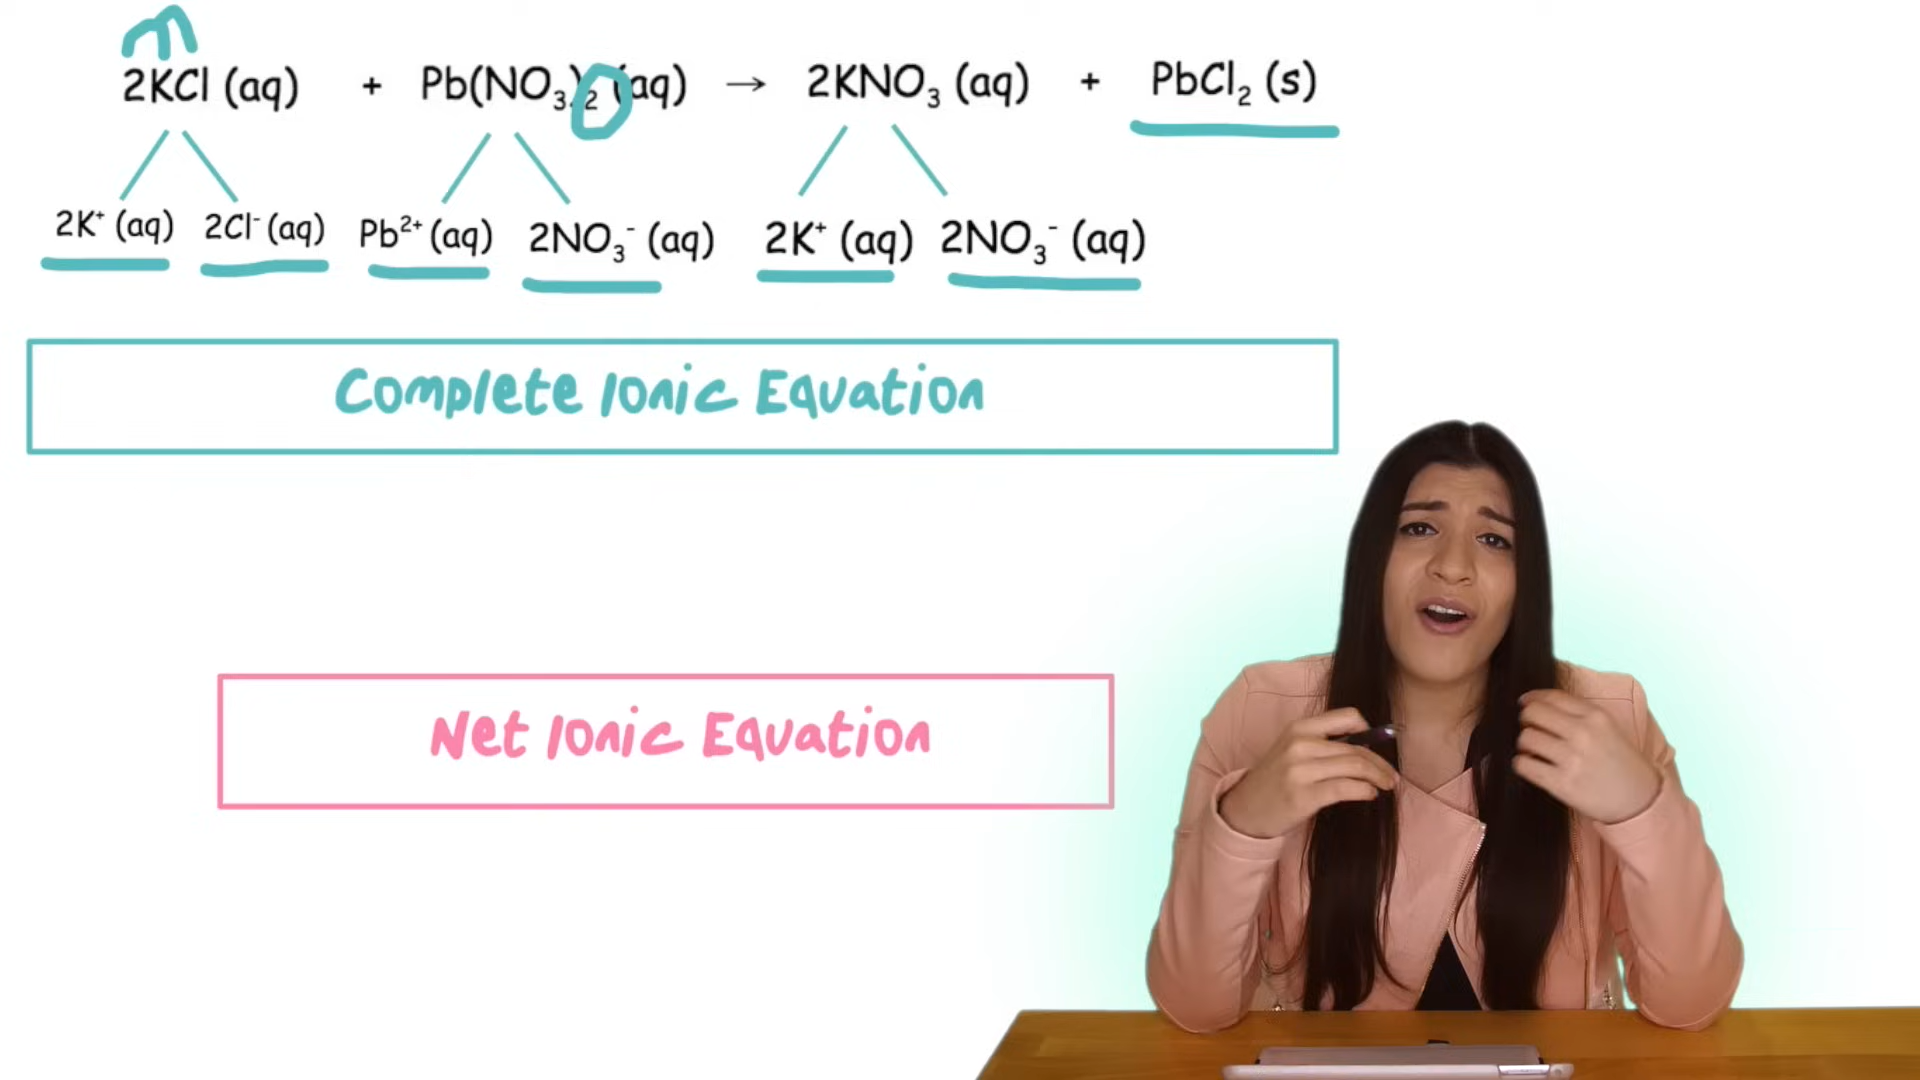 2KCl (aq) + Pb(NO₃)₂ (aq) → 2KNO₃ (aq) + PbCl₂ (s)
2K⁺ (aq) 2Cl⁻ (aq) Pb²⁺ (aq) 2NO₃⁻ (aq) 2K⁺ (aq) 2NO₃⁻ (aq)
Complete Ionic Equation
Net Ionic Equation